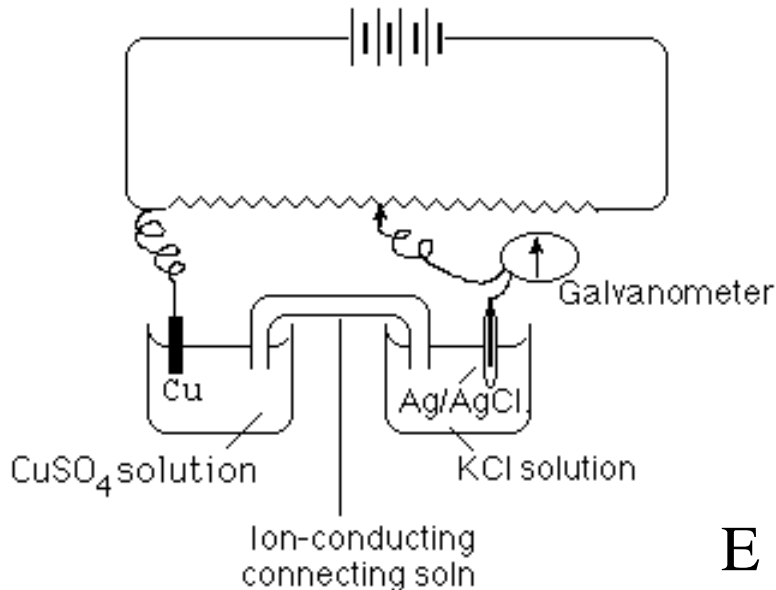 Galvanometer
Cu
Ag/AgCl
CuSO₄ solution
KCl solution
Ion-conducting
connecting soln
E